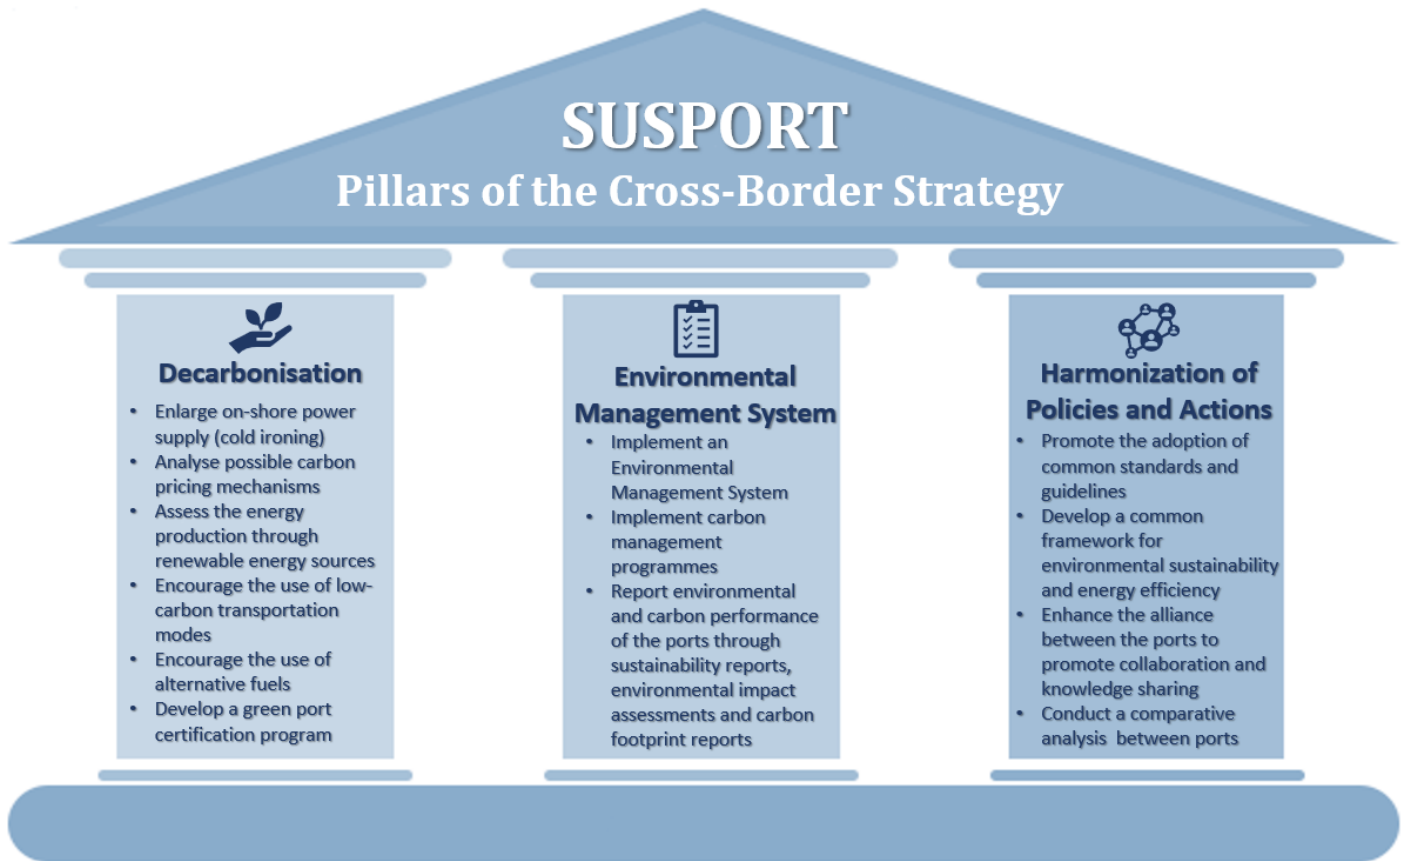 SUSPORT
Pillars of the Cross-Border Strategy
Decarbonisation
• Enlarge on-shore power
supply (cold ironing)
• Analyse possible carbon
pricing mechanisms
• Assess the energy
production through
renewable energy sources
• Encourage the use of low-
carbon transportation
modes
• Encourage the use of
alternative fuels
• Develop a green port
certification program
Environmental
Management System
• Implement an
Environmental
Management System
• Implement carbon
management
programmes
• Report environmental
and carbon performance
of the ports through
sustainability reports,
environmental impact
assessments and carbon
footprint reports
Harmonization of
Policies and Actions
• Promote the adoption of
common standards and
guidelines
• Develop a common
framework for
environmental sustainability
and energy efficiency
• Enhance the alliance
between the ports to
promote collaboration and
knowledge sharing
• Conduct a comparative
analysis between ports